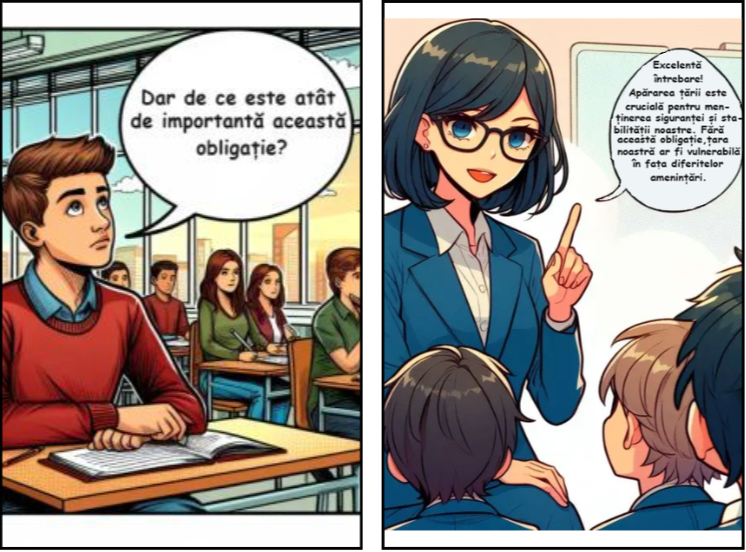 Dar de ce este atât
de importantă această
obligație?
Excelentă
întrebare!
Apărarea țării este
crucială pentru men-
ținerea siguranței și sta-
bilității noastre. Fără
această obligație,țara
noastră ar fi vulnerabilă
în fața diferitelor
amenințări.